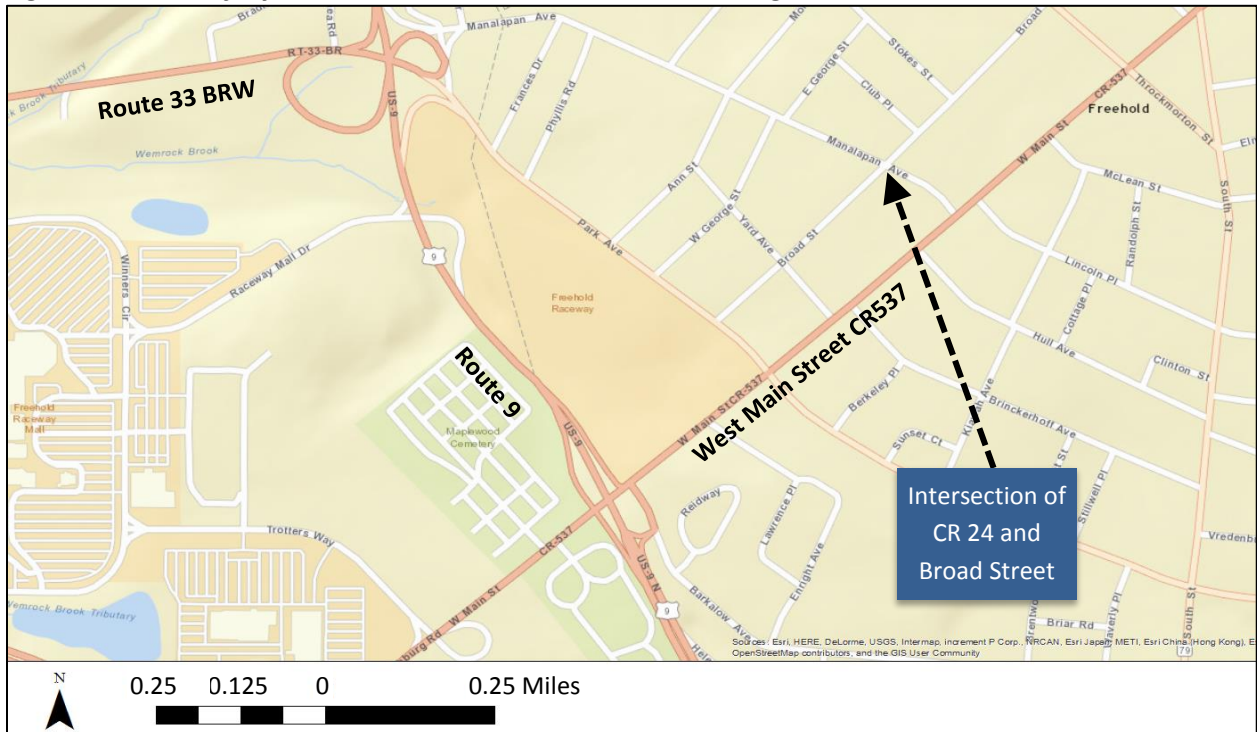 Manalapan Ave
RT-33-BR
Route 33 BRW
US-9
Frances Dr
Phyllis Rd
E George St
Stokes St
Club Pl
Broad St
CR-537
Throckmorton St
Freehold
W Main St
Wemrock Brook
Manalapan Ave
McLean St
South St
Ann St
Randolph St
W George St
Yard Ave
Park Ave
Broad St
Lincoln Pl
Winners Cir
Raceway Mall Dr
9
Freehold
Raceway
Cottage Pl
Hull Ave
Clinton St
Route 9
West Main Street CR537
W Main St
CR-537
Berkeley Pl
Brinckerhoff Ave
Sunset Ct
Freehold
Raceway
Mall
Maplewood
Cemetery
US-9
Stillwell Pl
Intersection of
CR 24 and
Broad Street
Reidway
Lawrence Pl
Enright Ave
Trotters Way
CR-537
W Main St
US-9 N
9
Barkalow Ave
Wemrock Brook
Tributary
Briar Rd
South St
79
Sources: Esri, HERE, DeLorme, USGS, Intermap, increment P Corp., NRCAN, Esri Japan, METI, Esri China (Hong Kong), E
OpenStreetMap contributors, and the GIS User Community
N
0.25 0.125 0 0.25 Miles